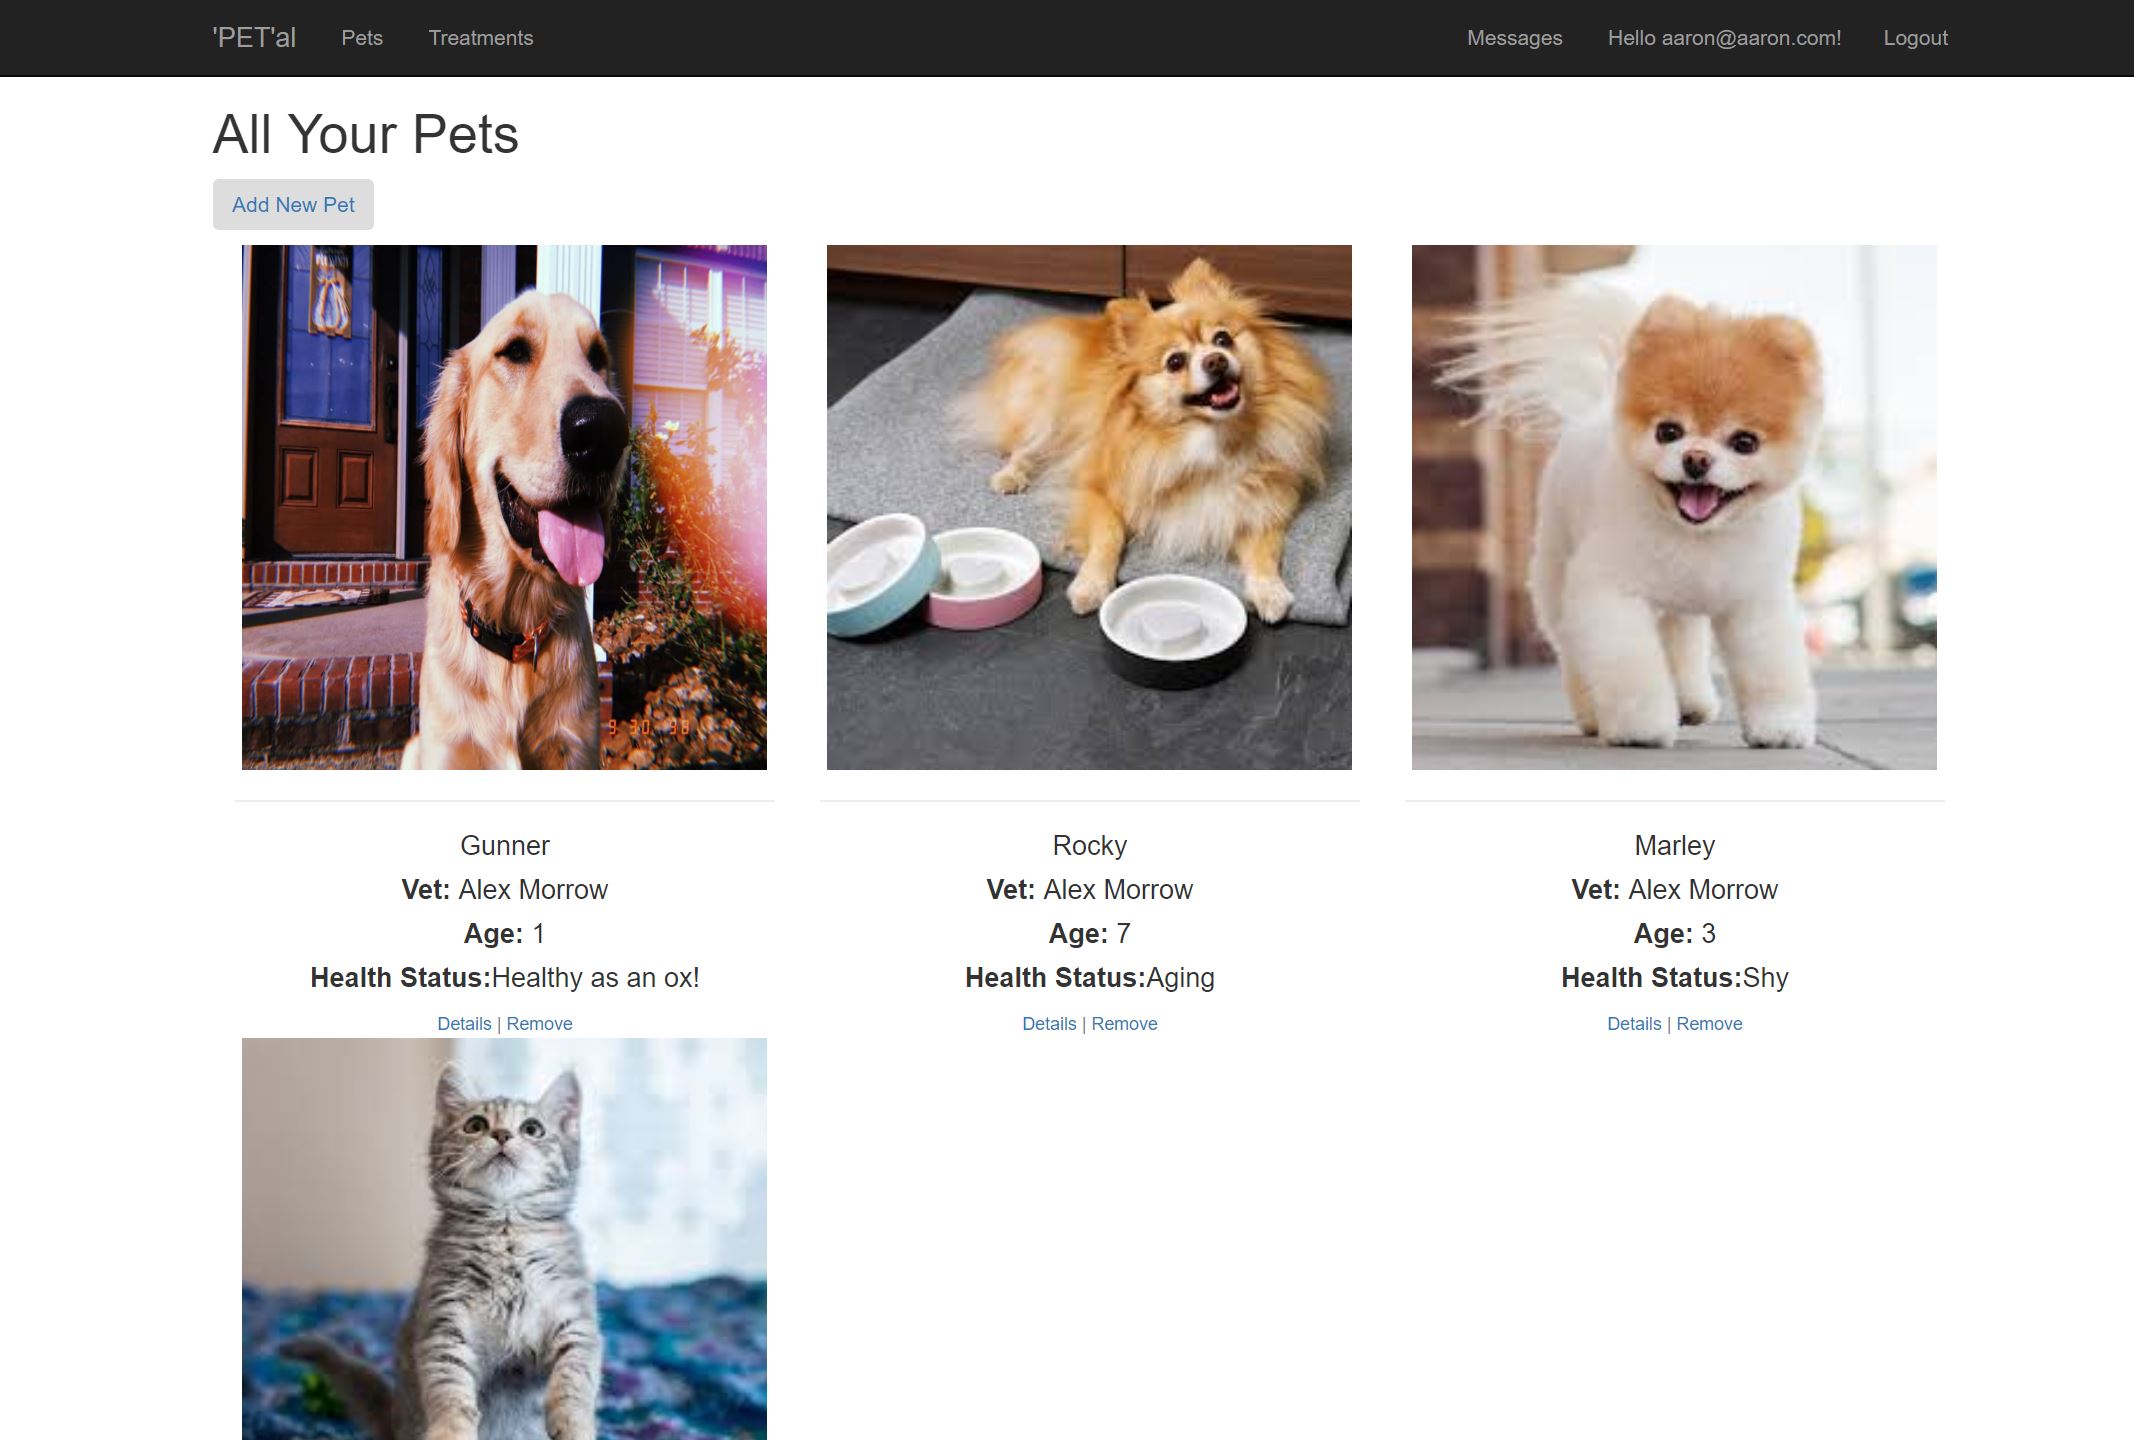 'PET'al Pets Treatments Messages Hello aaron@aaron.com! Logout
All Your Pets
Add New Pet
9 30 98
Gunner
Vet: Alex Morrow
Age: 1
Health Status:Healthy as an ox!
Details | Remove
Rocky
Vet: Alex Morrow
Age: 7
Health Status:Aging
Details | Remove
Marley
Vet: Alex Morrow
Age: 3
Health Status:Shy
Details | Remove